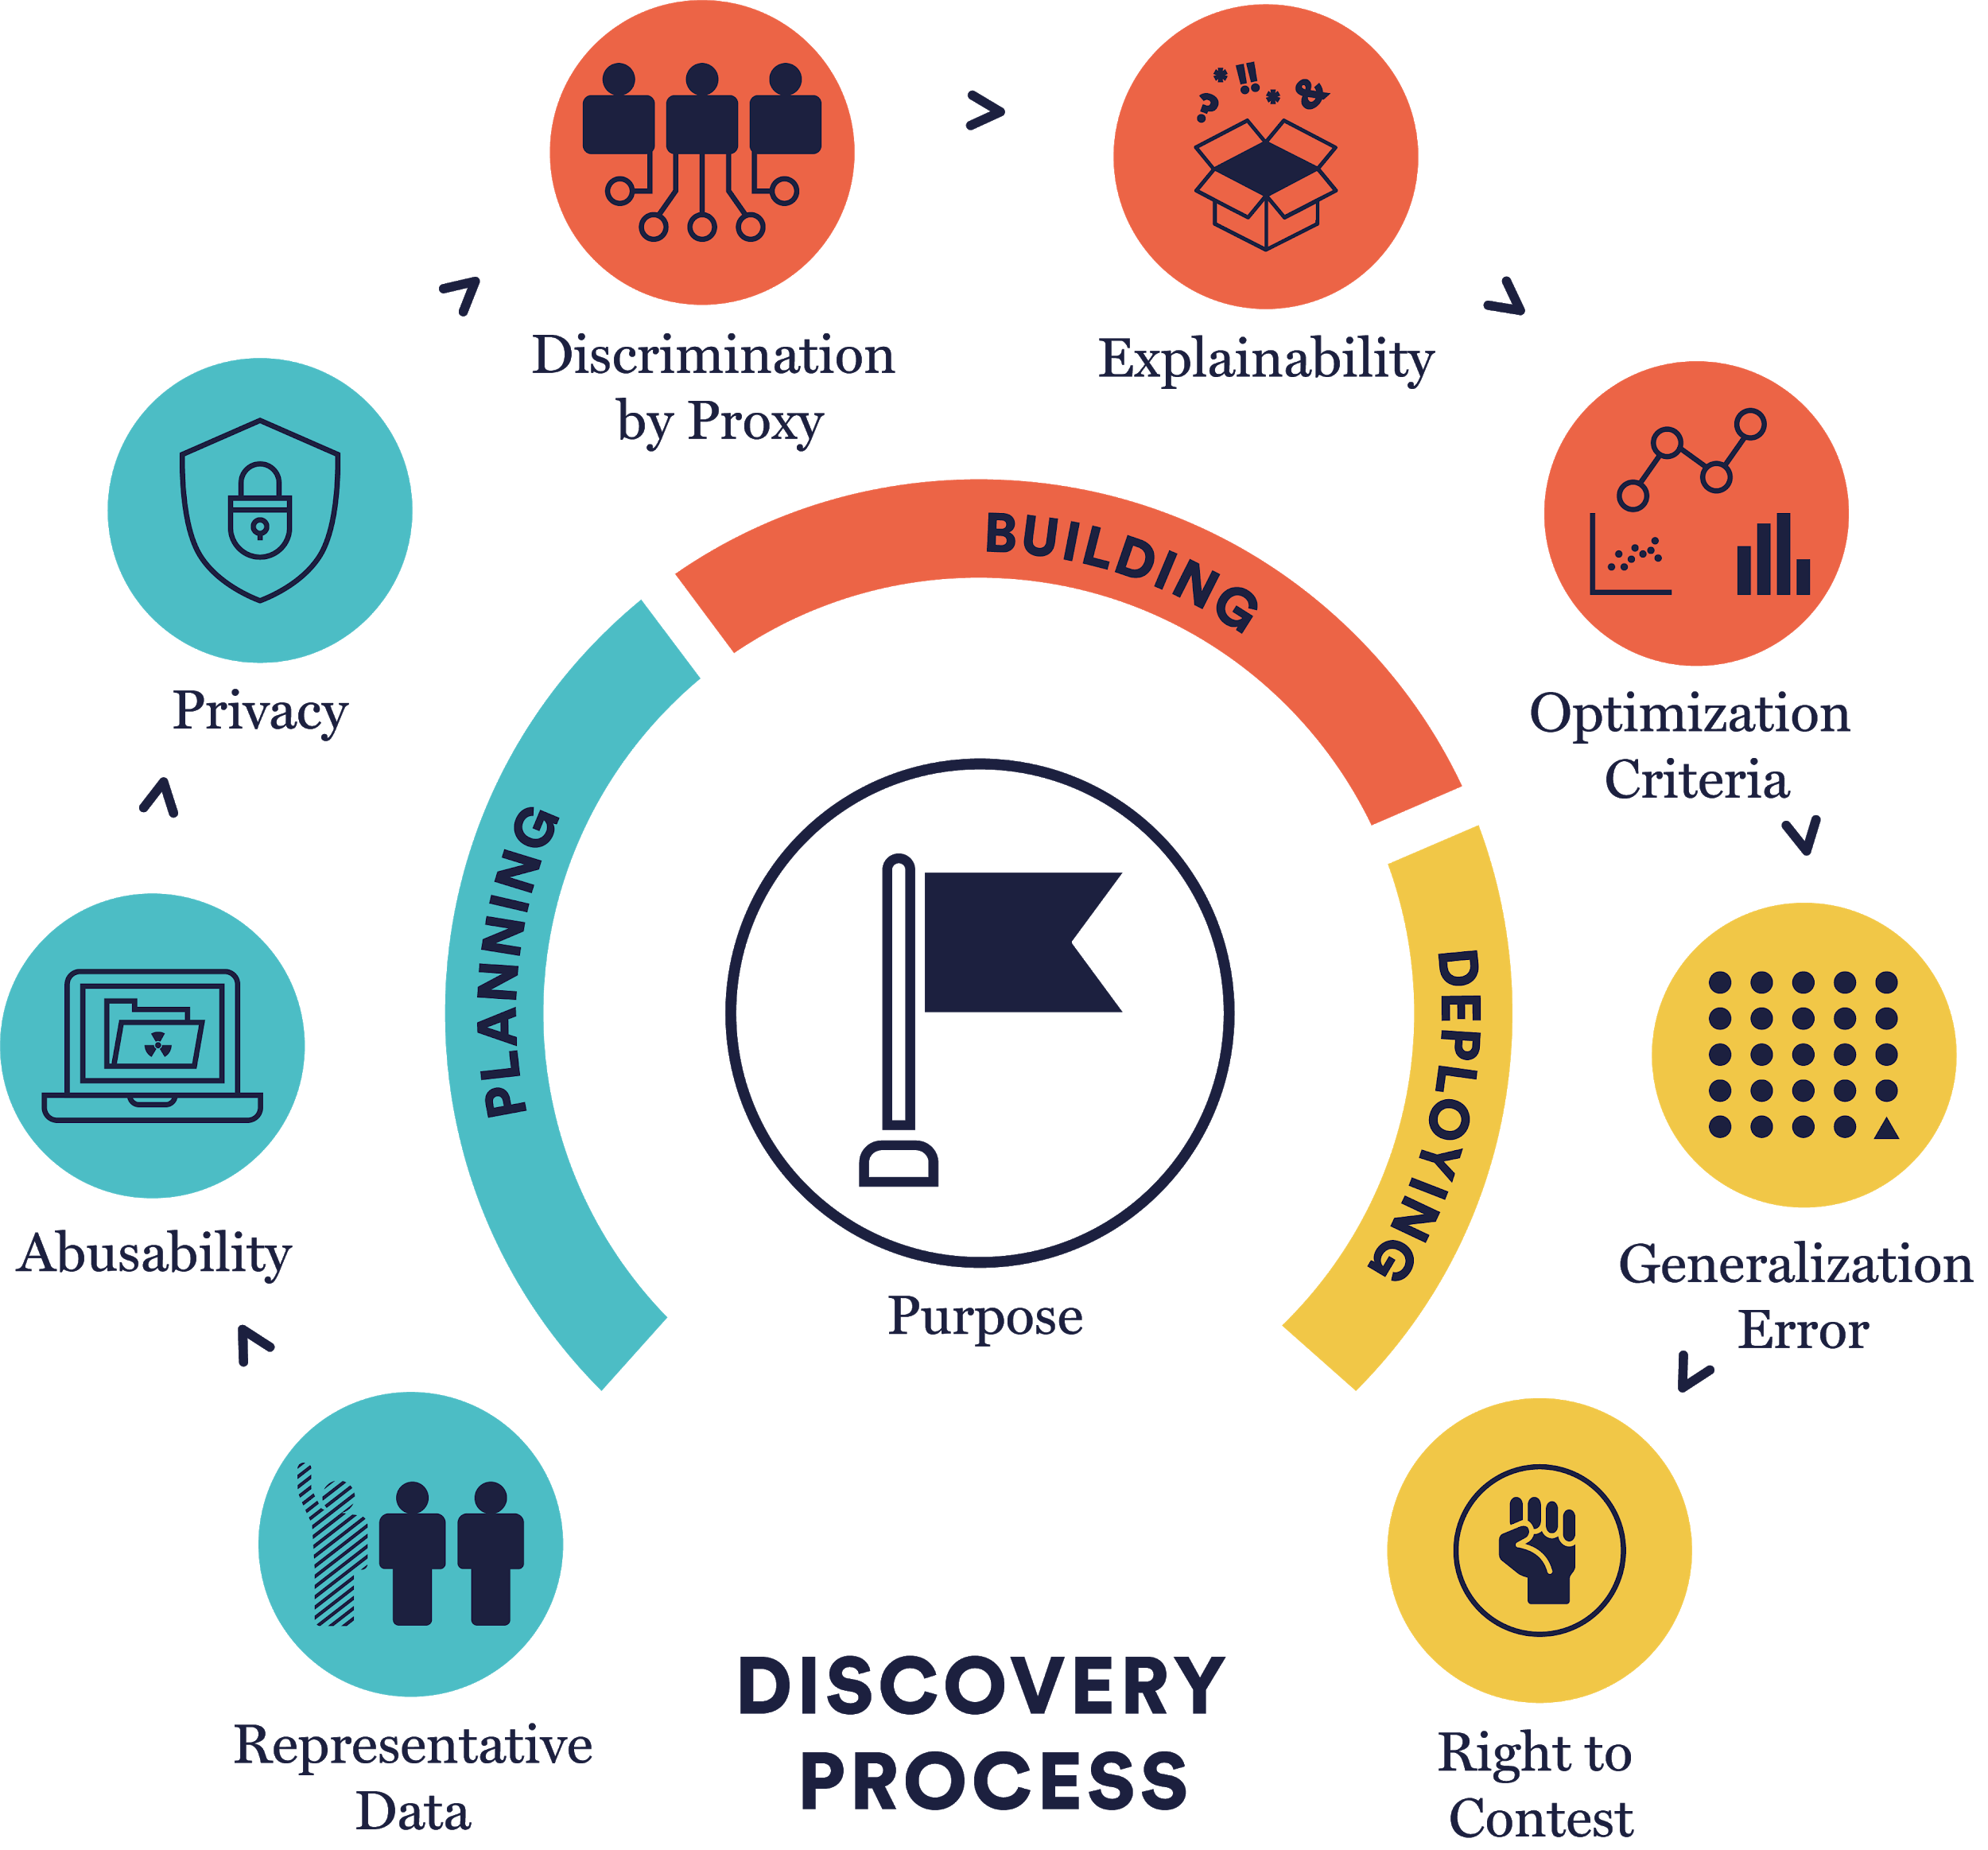 Discrimination
by Proxy
Explainability
Privacy
Optimization
Criteria
BUILDING
PLANNING
DEPLOYING
Abusability
Purpose
Generalization
Error
Representative
Data
DISCOVERY
PROCESS
Right to
Contest
? * !! * &